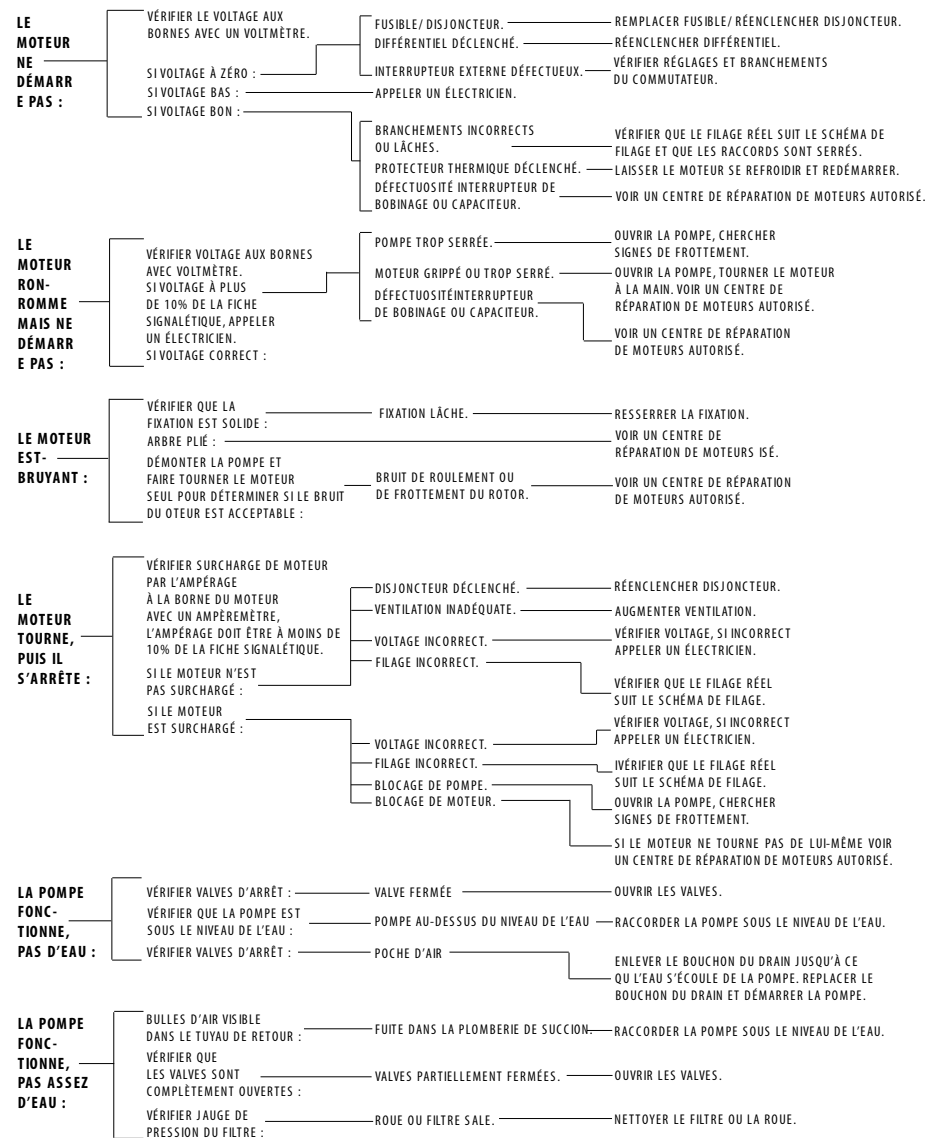 LE
MOTEUR
NE
DÉMARR
E PAS :
VÉRIFIER LE VOLTAGE AUX
BORNES AVEC UN VOLTMÈTRE.
SI VOLTAGE À ZÉRO :
FUSIBLE/ DISJONCTEUR.
REMPLACER FUSIBLE/ RÉENCLENCHER DISJONCTEUR.
DIFFÉRENTIEL DÉCLENCHÉ.
RÉENCLENCHER DIFFÉRENTIEL.
INTERRUPTEUR EXTERNE DÉFECTUEUX.
VÉRIFIER RÉGLAGES ET BRANCHEMENTS
DU COMMUTATEUR.
SI VOLTAGE BAS :
APPELER UN ÉLECTRICIEN.
SI VOLTAGE BON :
BRANCHEMENTS INCORRECTS
OU LÂCHES.
VÉRIFIER QUE LE FILAGE RÉEL SUIT LE SCHÉMA DE
FILAGE ET QUE LES RACCORDS SONT SERRÉS.
PROTECTEUR THERMIQUE DÉCLENCHÉ.
LAISSER LE MOTEUR SE REFROIDIR ET REDÉMARRER.
DÉFECTUOSITÉ INTERRUPTEUR DE
BOBINAGE OU CAPACITEUR.
VOIR UN CENTRE DE RÉPARATION DE MOTEURS AUTORISÉ.
LE
MOTEUR
RON-
ROMME
MAIS NE
DÉMARR
E PAS :
VÉRIFIER VOLTAGE AUX BORNES
AVEC VOLTMÈTRE.
SI VOLTAGE À PLUS
DE 10% DE LA FICHE
SIGNALÉTIQUE, APPELER
UN ÉLECTRICIEN.
SI VOLTAGE CORRECT :
POMPE TROP SERRÉE.
OUVRIR LA POMPE, CHERCHER
SIGNES DE FROTTEMENT.
MOTEUR GRIPPÉ OU TROP SERRÉ.
OUVRIR LA POMPE, TOURNER LE MOTEUR
À LA MAIN. VOIR UN CENTRE DE
RÉPARATION DE MOTEURS AUTORISÉ.
DÉFECTUOSITÉINTERRUPTEUR
DE BOBINAGE OU CAPACITEUR.
VOIR UN CENTRE DE RÉPARATION
DE MOTEURS AUTORISÉ.
LE MOTEUR
EST-
BRUYANT :
VÉRIFIER QUE LA
FIXATION EST SOLIDE :
FIXATION LÂCHE.
RESSERRER LA FIXATION.
ARBRE PLIÉ :
VOIR UN CENTRE DE
RÉPARATION DE MOTEURS ISÉ.
DÉMONTER LA POMPE ET
FAIRE TOURNER LE MOTEUR
SEUL POUR DÉTERMINER SI LE BRUIT
DU OTEUR EST ACCEPTABLE :
BRUIT DE ROULEMENT OU
DE FROTTEMENT DU ROTOR.
VOIR UN CENTRE DE RÉPARATION
DE MOTEURS AUTORISÉ.
LE
MOTEUR
TOURNE,
PUIS IL
S'ARRÊTE :
VÉRIFIER SURCHARGE DE MOTEUR
PAR L'AMPÉRAGE
À LA BORNE DU MOTEUR
AVEC UN AMPÈREMÈTRE,
L'AMPÉRAGE DOIT ÊTRE À MOINS DE
10% DE LA FICHE SIGNALÉTIQUE.
SI LE MOTEUR N'EST
PAS SURCHARGÉ :
DISJONCTEUR DÉCLENCHÉ.
RÉENCLENCHER DISJONCTEUR.
VENTILATION INADÉQUATE.
AUGMENTER VENTILATION.
VOLTAGE INCORRECT.
VÉRIFIER VOLTAGE, SI INCORRECT
APPELER UN ÉLECTRICIEN.
FILAGE INCORRECT.
VÉRIFIER QUE LE FILAGE RÉEL
SUIT LE SCHÉMA DE FILAGE.
SI LE MOTEUR
EST SURCHARGÉ :
VOLTAGE INCORRECT.
VÉRIFIER VOLTAGE, SI INCORRECT
APPELER UN ÉLECTRICIEN.
FILAGE INCORRECT.
IVÉRIFIER QUE LE FILAGE RÉEL
SUIT LE SCHÉMA DE FILAGE.
BLOCAGE DE POMPE.
OUVRIR LA POMPE, CHERCHER
SIGNES DE FROTTEMENT.
BLOCAGE DE MOTEUR.
SI LE MOTEUR NE TOURNE PAS DE LUI-MÊME VOIR
UN CENTRE DE RÉPARATION DE MOTEURS AUTORISÉ.
LA POMPE
FONC-
TIONNE,
PAS D'EAU :
VÉRIFIER VALVES D'ARRÊT :
VALVE FERMÉE
OUVRIR LES VALVES.
VÉRIFIER QUE LA POMPE EST
SOUS LE NIVEAU DE L'EAU :
POMPE AU-DESSUS DU NIVEAU DE L'EAU
RACCORDER LA POMPE SOUS LE NIVEAU DE L'EAU.
VÉRIFIER VALVES D'ARRÊT :
POCHE D'AIR
ENLEVER LE BOUCHON DU DRAIN JUSQU'À CE
QU L'EAU S'ÉCOULE DE LA POMPE. REPLACER LE
BOUCHON DU DRAIN ET DÉMARRER LA POMPE.
LA POMPE
FONC-
TIONNE,
PAS ASSEZ
D'EAU :
BULLES D'AIR VISIBLE
DANS LE TUYAU DE RETOUR :
FUITE DANS LA PLOMBERIE DE SUCCION.
RACCORDER LA POMPE SOUS LE NIVEAU DE L'EAU.
VÉRIFIER QUE
LES VALVES SONT
COMPLÈTEMENT OUVERTES :
VALVES PARTIELLEMENT FERMÉES.
OUVRIR LES VALVES.
VÉRIFIER JAUGE DE
PRESSION DU FILTRE :
ROUE OU FILTRE SALE.
NETTOYER LE FILTRE OU LA ROUE.